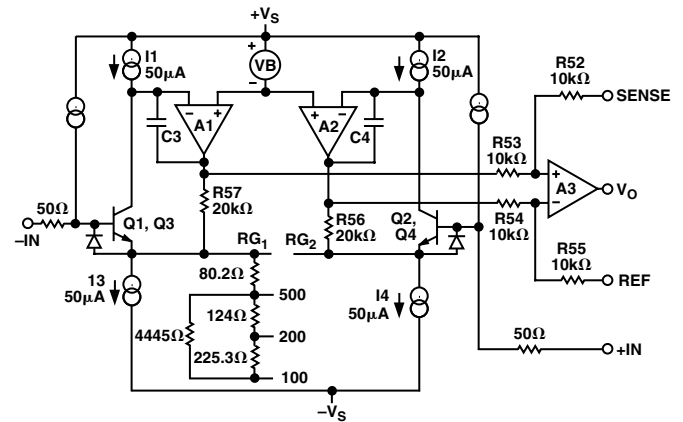 +VS
I1
50µA
VB
+
−
I2
50µA
R52
10kΩ
SENSE
− +
A1
C3
+ −
A2
C4
R53
10kΩ
+
A3
−
VO
R57
20kΩ
R56
20kΩ
R54
10kΩ
R55
10kΩ
REF
50Ω
−IN
Q1, Q3
Q2,
Q4
RG1
RG2
80.2Ω
13
50µA
500
124Ω
4445Ω
200
225.3Ω
100
I4
50µA
50Ω
+IN
−VS